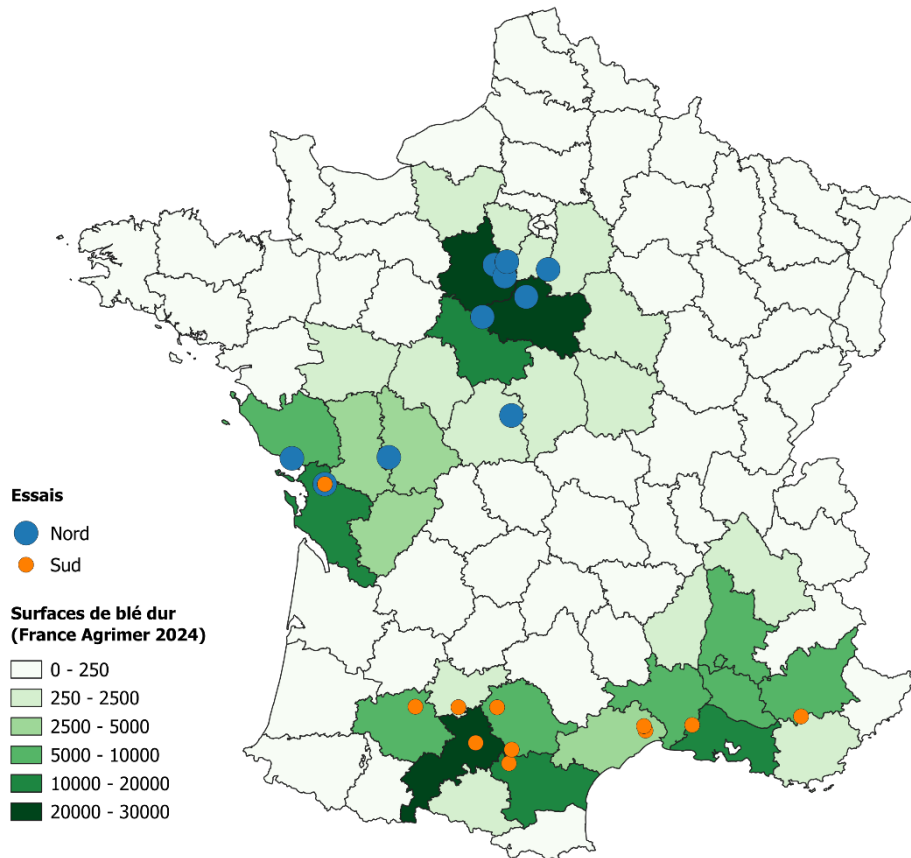 Essais
Nord
Sud
Surfaces de blé dur
(France Agrimer 2024)
0 - 250
250 - 2500
2500 - 5000
5000 - 10000
10000 - 20000
20000 - 30000